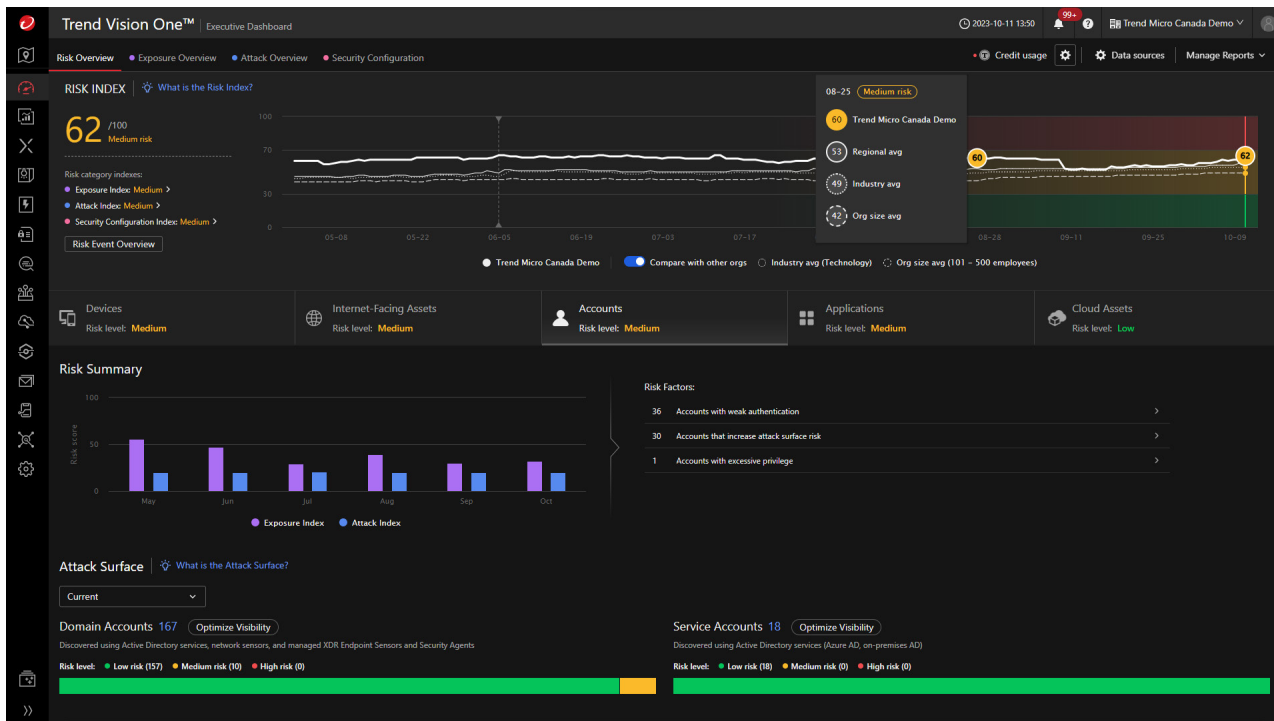 Trend Vision One™ | Executive Dashboard
2023-10-11 13:50
99+
Trend Micro Canada Demo
Risk Overview
Exposure Overview
Attack Overview
Security Configuration
Credit usage
Data sources
Manage Reports
RISK INDEX
What is the Risk Index?
62 /100
Medium risk
Risk category indexes:
Exposure Index: Medium >
Attack Index: Medium >
Security Configuration Index: Medium >
Risk Event Overview
100
70
30
0
05-08
05-22
06-05
06-19
07-03
07-17
08-28
09-11
09-25
10-09
08-25 Medium risk
60 Trend Micro Canada Demo
53 Regional avg
49 Industry avg
42 Org size avg
60
62
Trend Micro Canada Demo
Compare with other orgs
Industry avg (Technology)
Org size avg (101 - 500 employees)
Devices
Risk level: Medium
Internet-Facing Assets
Risk level: Medium
Accounts
Risk level: Medium
Applications
Risk level: Medium
Cloud Assets
Risk level: Low
Risk Summary
Risk score
100
50
0
May
Jun
Jul
Aug
Sep
Oct
Exposure Index
Attack Index
Risk Factors:
36 Accounts with weak authentication
30 Accounts that increase attack surface risk
1 Accounts with excessive privilege
Attack Surface
What is the Attack Surface?
Current
Domain Accounts 167 Optimize Visibility
Discovered using Active Directory services, network sensors, and managed XDR Endpoint Sensors and Security Agents
Risk level: Low risk (157) Medium risk (10) High risk (0)
Service Accounts 18 Optimize Visibility
Discovered using Active Directory services (Azure AD, on-premises AD)
Risk level: Low risk (18) Medium risk (0) High risk (0)